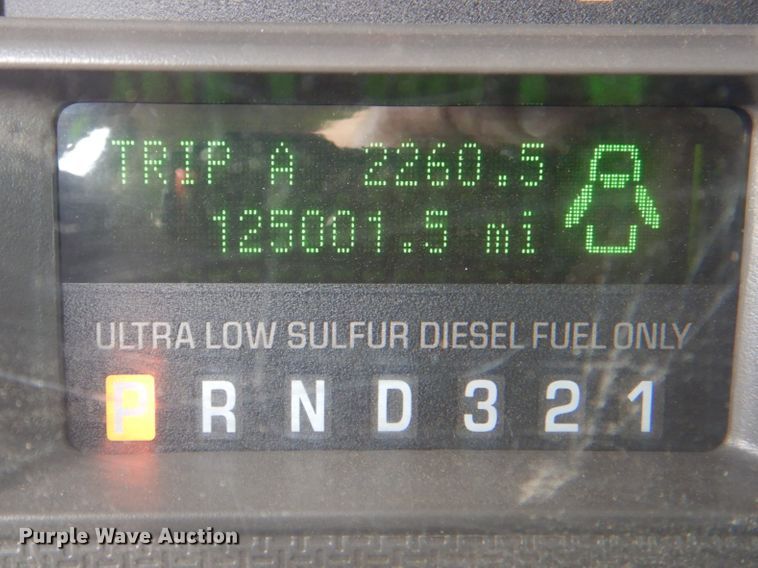 TRIP A 2260.5
125001.5 mi
ULTRA LOW SULFUR DIESEL FUEL ONLY
P R N D 3 2 1
Purple Wave Auction